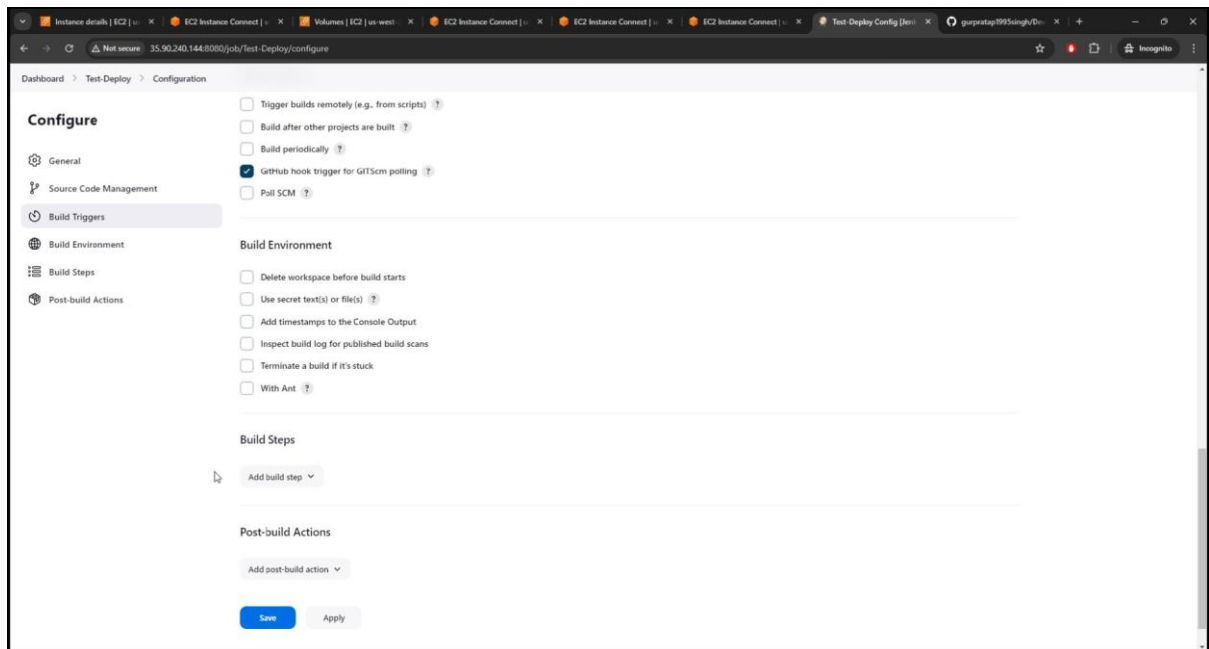 Instance details | EC2 | us
EC2 Instance Connect | u
Volumes | EC2 | us-west-
EC2 Instance Connect | u
EC2 Instance Connect | u
EC2 Instance Connect | u
Test-Deploy Config [Jenk
gurpratap1995singh/Dev
Not secure 35.90.240.144:8080/job/Test-Deploy/configure
Incognito
Dashboard > Test-Deploy > Configuration
Configure
General
Source Code Management
Build Triggers
Build Environment
Build Steps
Post-build Actions
Trigger builds remotely (e.g., from scripts) ?
Build after other projects are built ?
Build periodically ?
GitHub hook trigger for GITScm polling ?
Poll SCM ?
Build Environment
Delete workspace before build starts
Use secret text(s) or file(s) ?
Add timestamps to the Console Output
Inspect build log for published build scans
Terminate a build if it's stuck
With Ant ?
Build Steps
Add build step
Post-build Actions
Add post-build action
Save
Apply